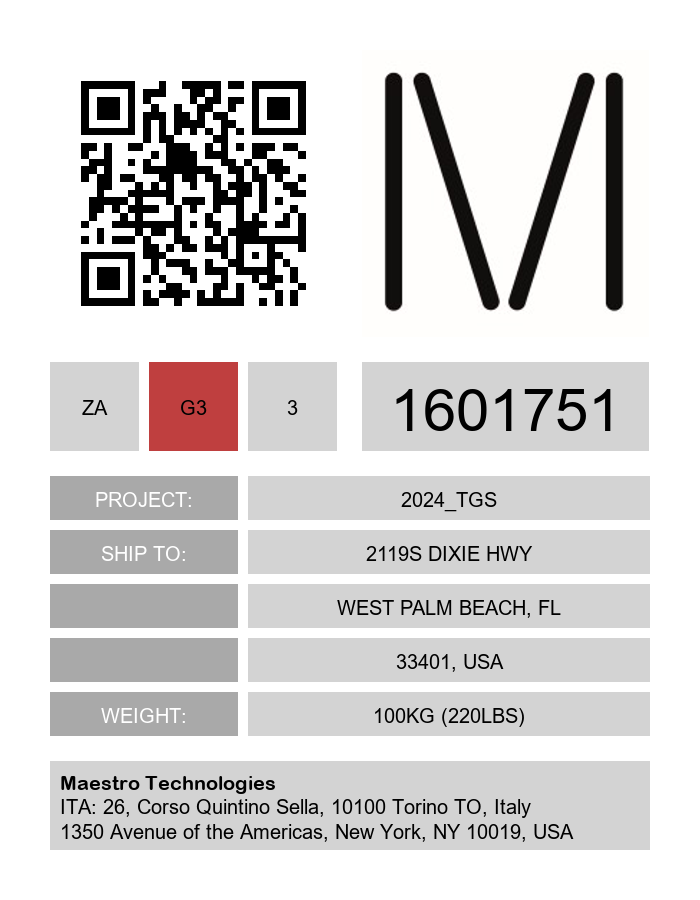 M
ZA G3 3 1601751
PROJECT: 2024_TGS
SHIP TO: 2119S DIXIE HWY
WEST PALM BEACH, FL
33401, USA
WEIGHT: 100KG (220LBS)
Maestro Technologies
ITA: 26, Corso Quintino Sella, 10100 Torino TO, Italy
1350 Avenue of the Americas, New York, NY 10019, USA